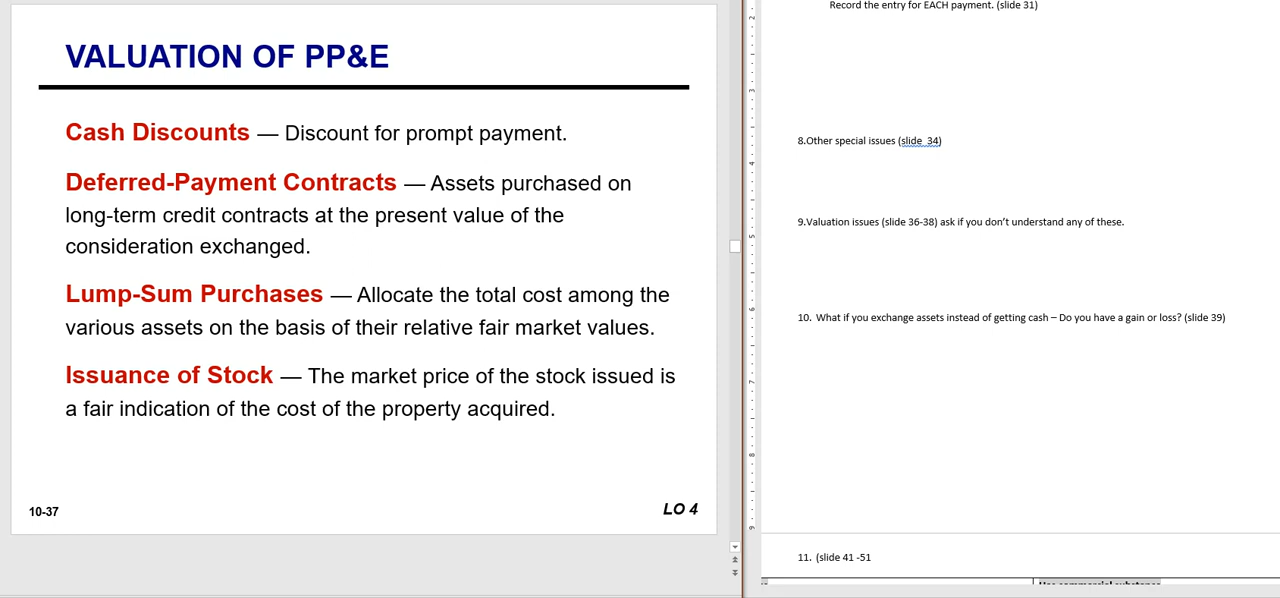 VALUATION OF PP&E
Cash Discounts — Discount for prompt payment.
Deferred-Payment Contracts — Assets purchased on
long-term credit contracts at the present value of the
consideration exchanged.
Lump-Sum Purchases — Allocate the total cost among the
various assets on the basis of their relative fair market values.
Issuance of Stock — The market price of the stock issued is
a fair indication of the cost of the property acquired.
10-37
LO 4
Record the entry for EACH payment. (slide 31)
8.Other special issues (slide 34)
9.Valuation issues (slide 36-38) ask if you don’t understand any of these.
10. What if you exchange assets instead of getting cash – Do you have a gain or loss? (slide 39)
11. (slide 41 -51